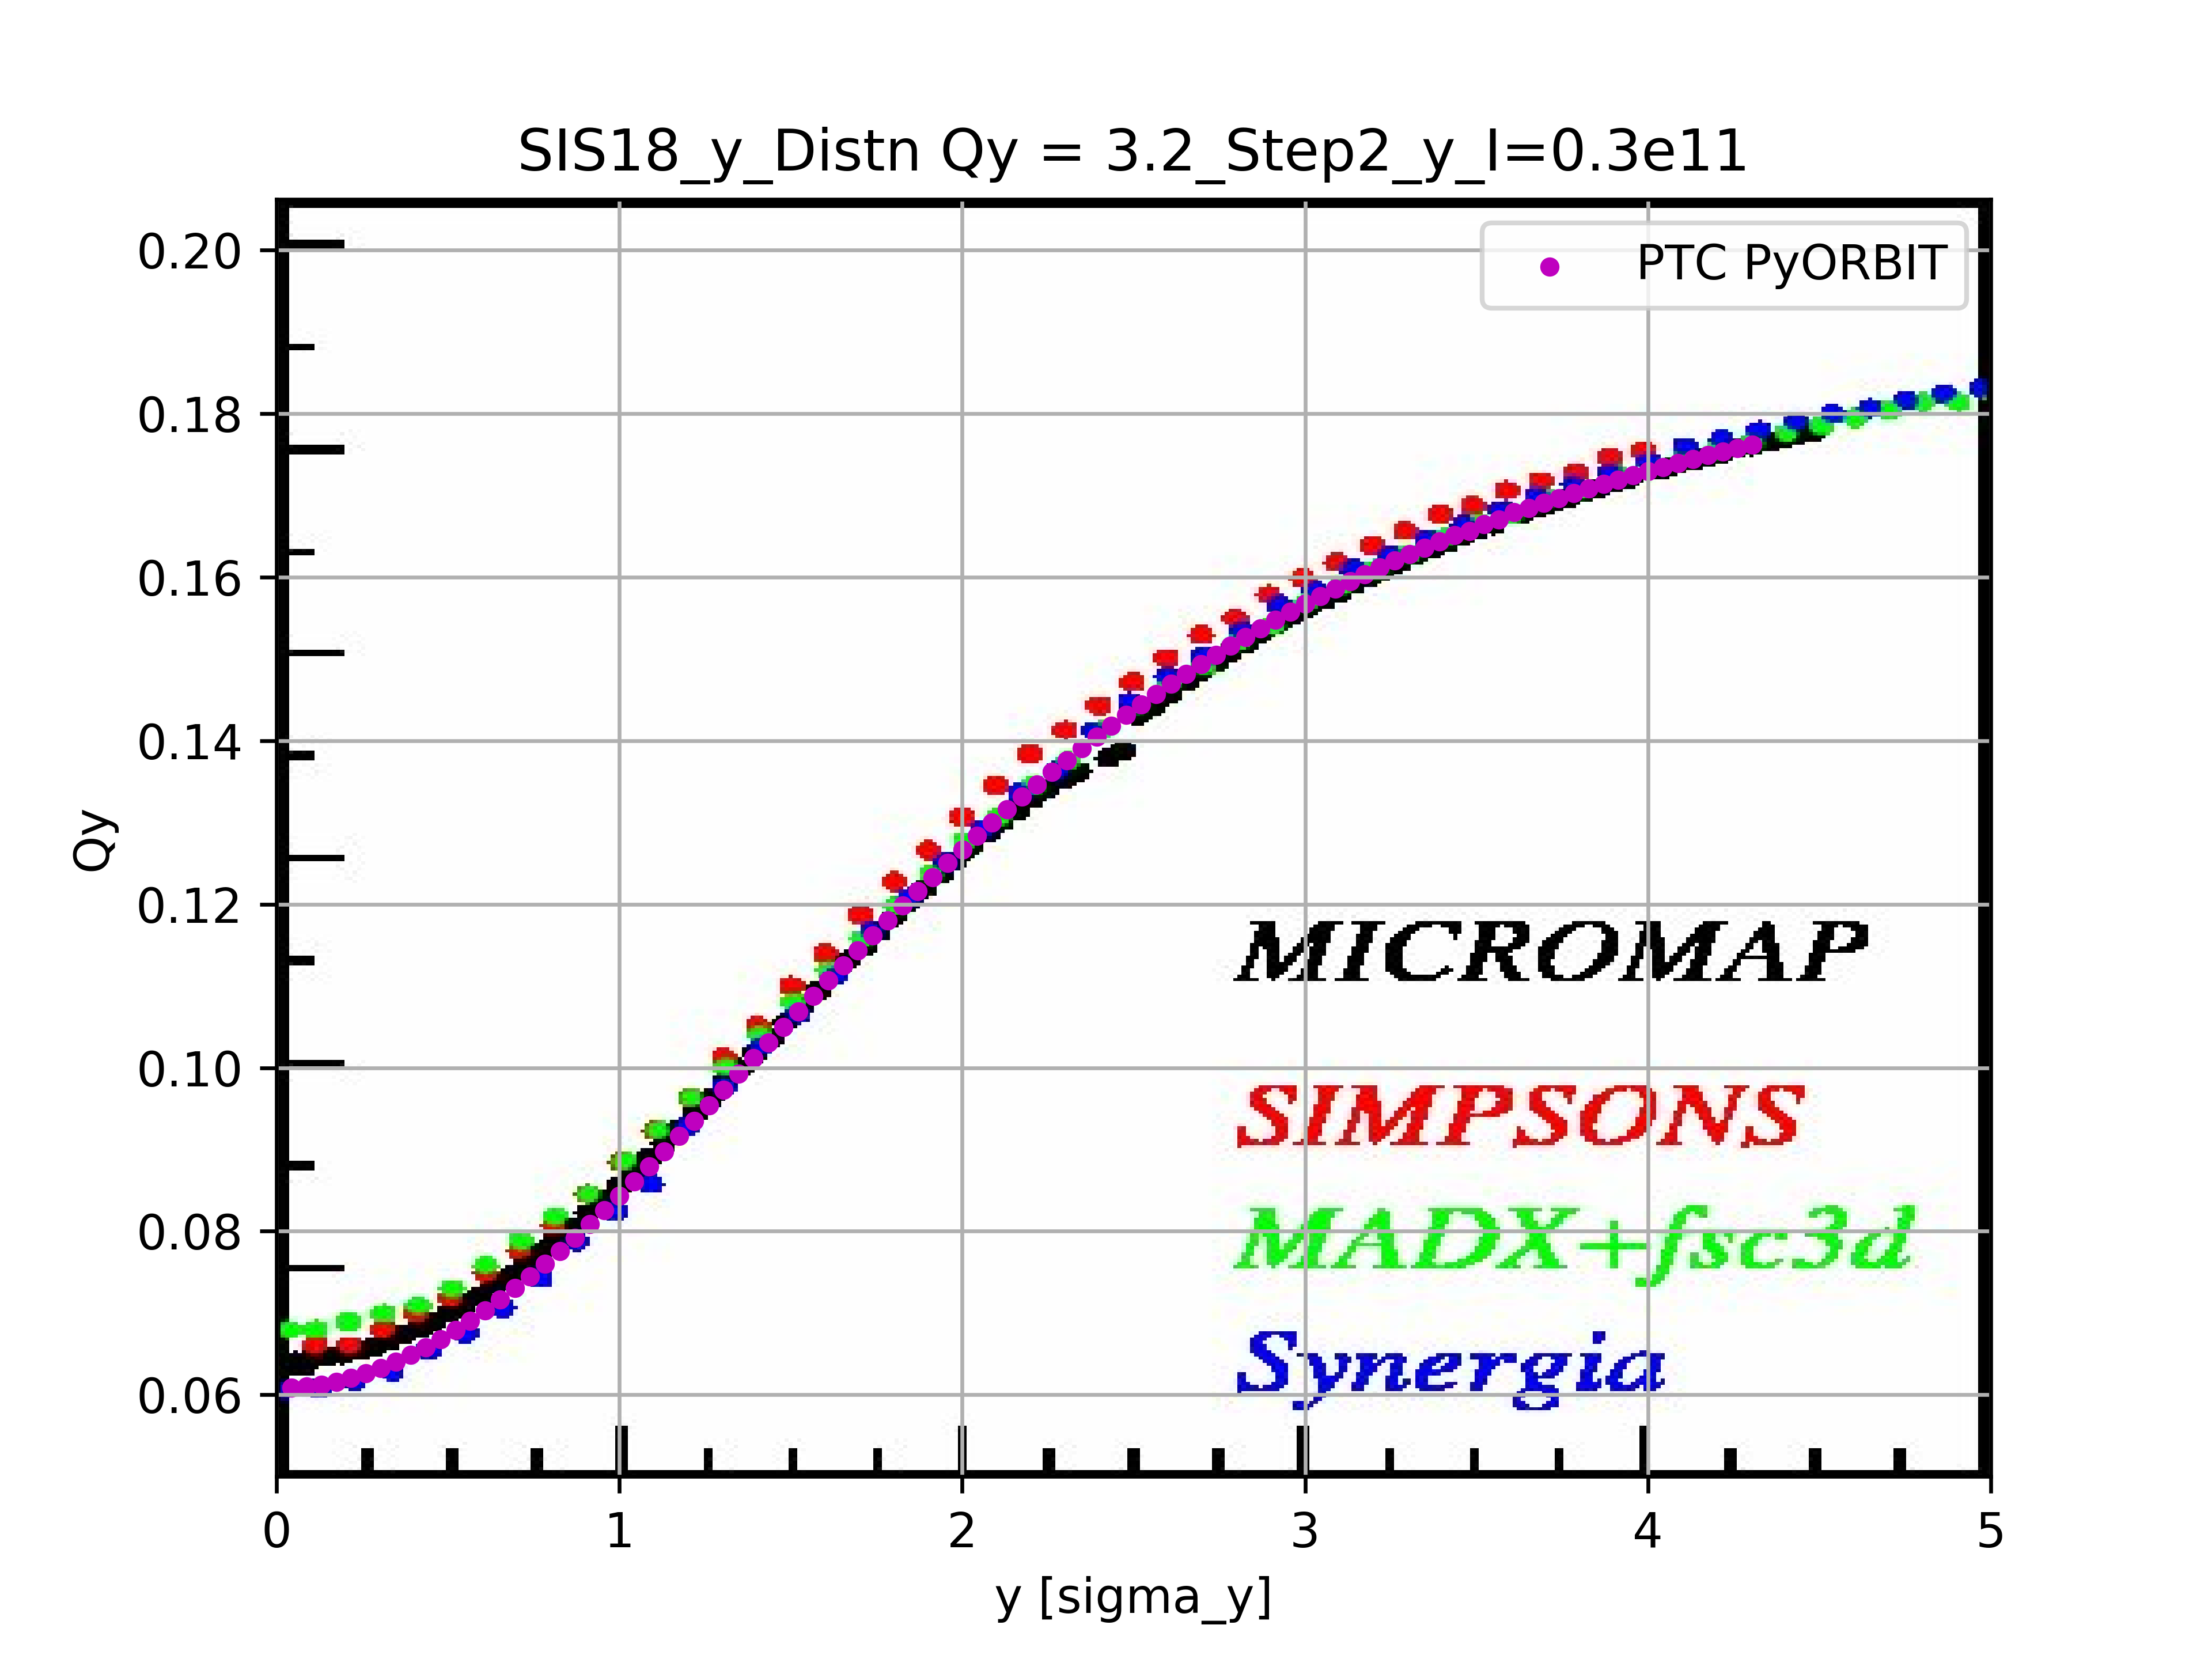 SIS18_y_Distn Qy = 3.2_Step2_y_I=0.3e11
PTC PyORBIT
0.20
0.18
0.16
0.14
0.12
0.10
0.08
0.06
Qy
MICROMAP
SIMPSONS
MADX+fsc3d
Synergia
0 1 2 3 4 5
y [sigma_y]